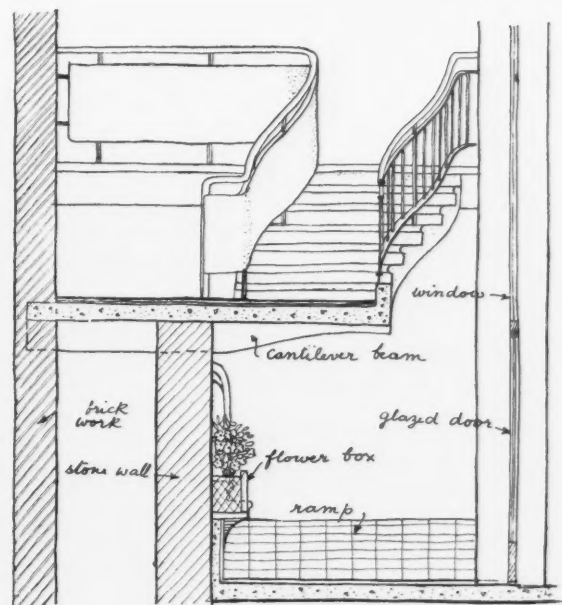 window
cantilever beam
brick
work
glazed door
stone wall
flower box
ramp